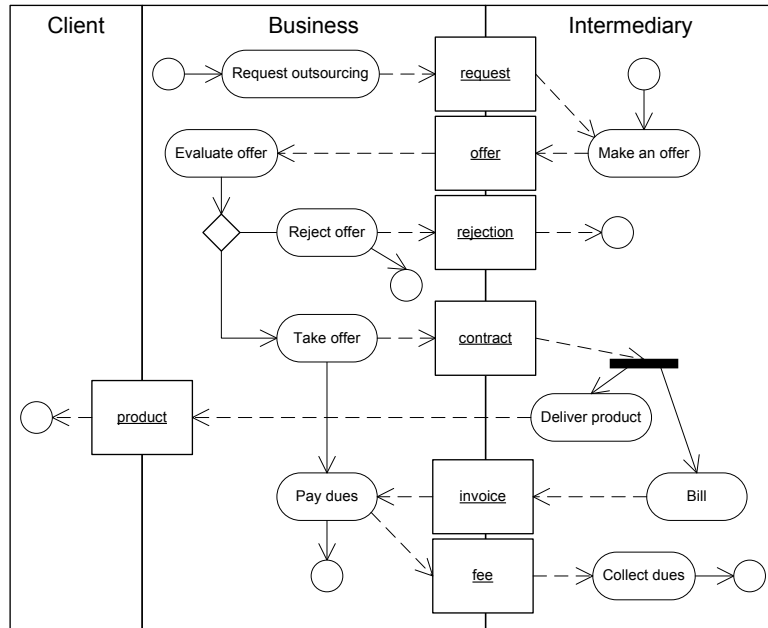 Client
Business
Intermediary
Request outsourcing
request
Evaluate offer
offer
Make an offer
Reject offer
rejection
Take offer
contract
product
Deliver product
Pay dues
invoice
Bill
fee
Collect dues